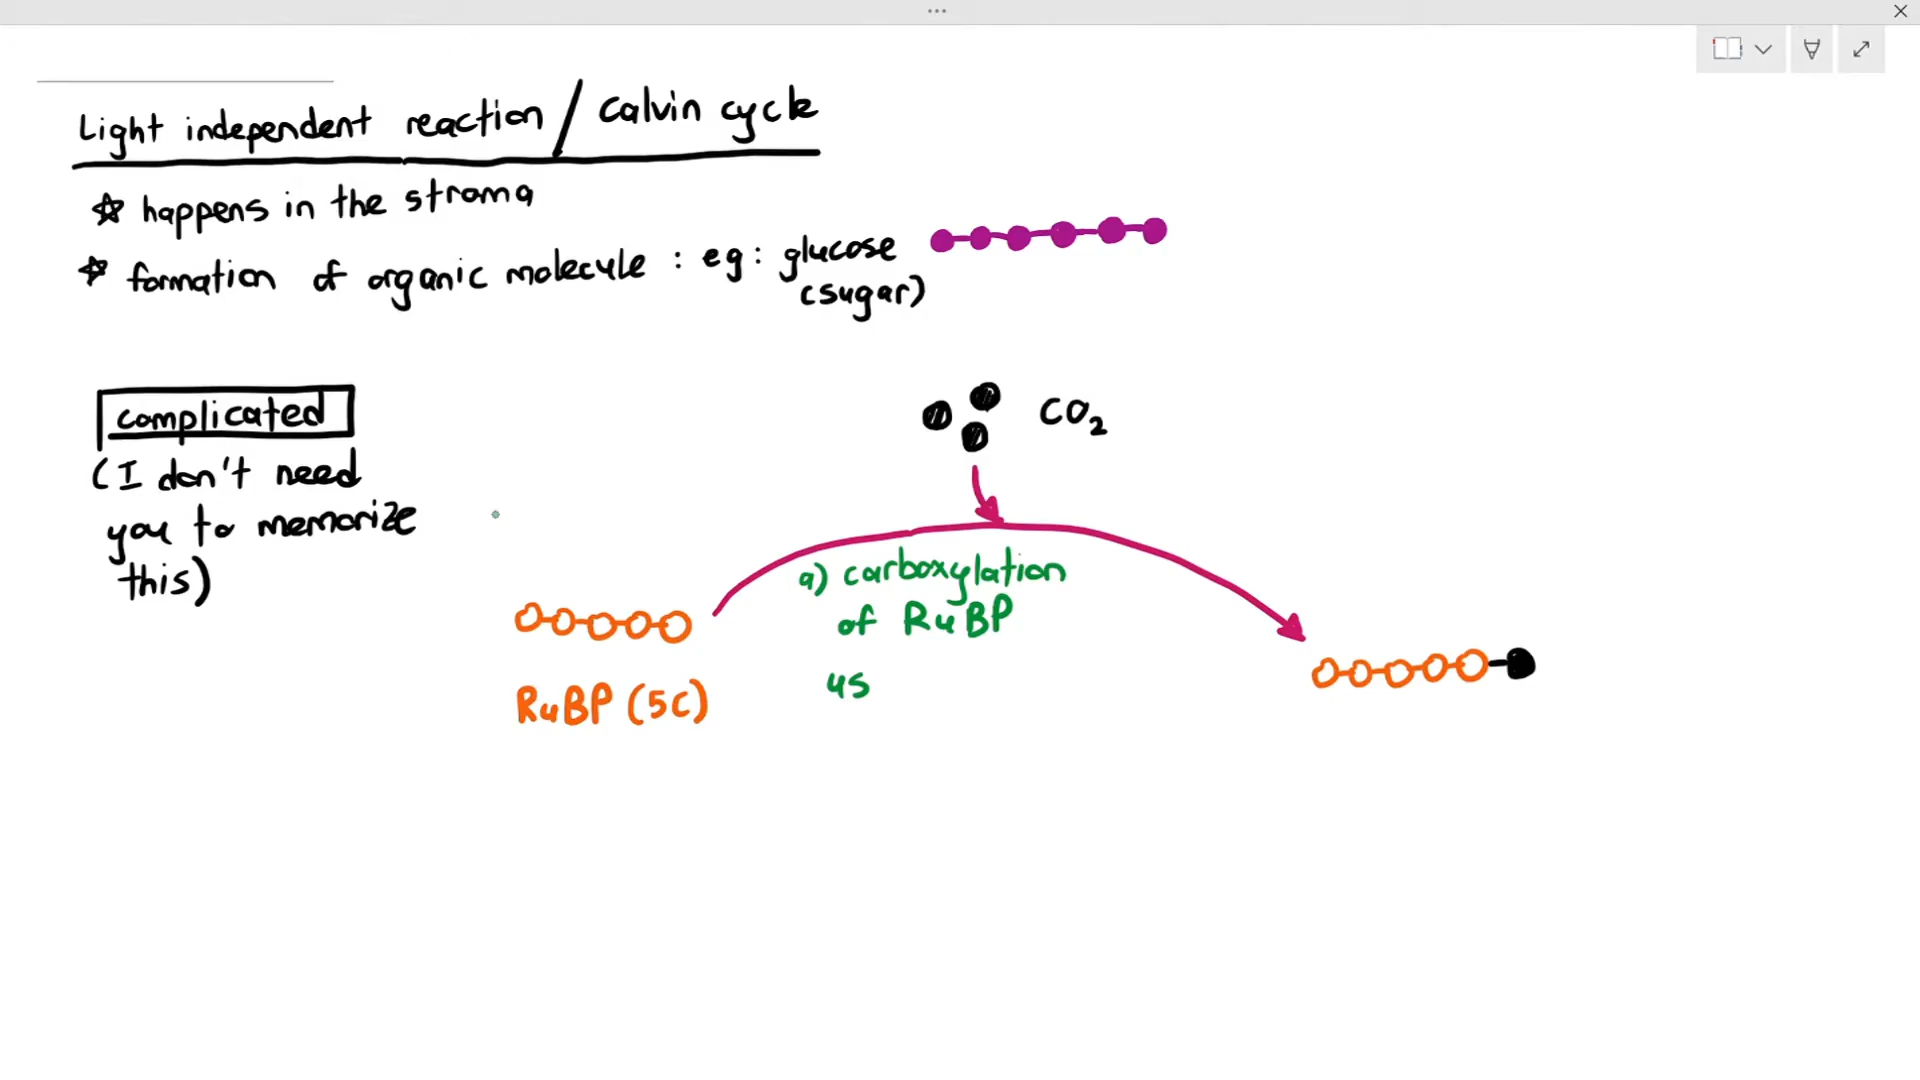 Light independent reaction / Calvin cycle
☆ happens in the stroma
☆ formation of organic molecule : eg: glucose
(sugar)
complicated
(I don't need
you to memorize
this)
CO₂
a) carboxylation
of RuBP
us
RuBP (5C)